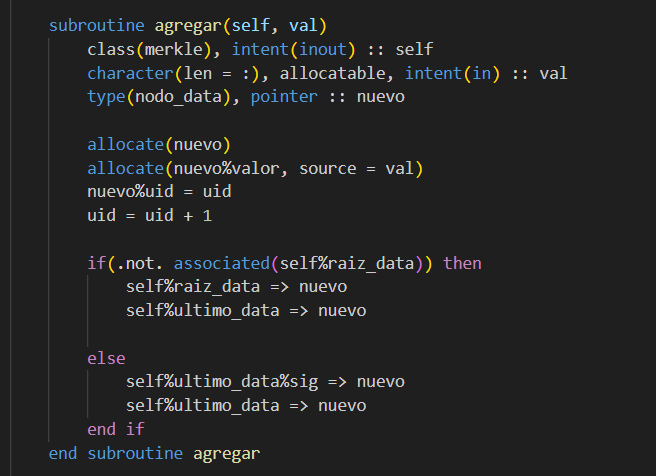 subroutine agregar(self, val)
class(merkle), intent(inout) :: self
character(len = :), allocatable, intent(in) :: val
type(nodo_data), pointer :: nuevo
allocate(nuevo)
allocate(nuevo%valor, source = val)
nuevo%uid = uid
uid = uid + 1
if(.not. associated(self%raiz_data)) then
self%raiz_data => nuevo
self%ultimo_data => nuevo
else
self%ultimo_data%sig => nuevo
self%ultimo_data => nuevo
end if
end subroutine agregar